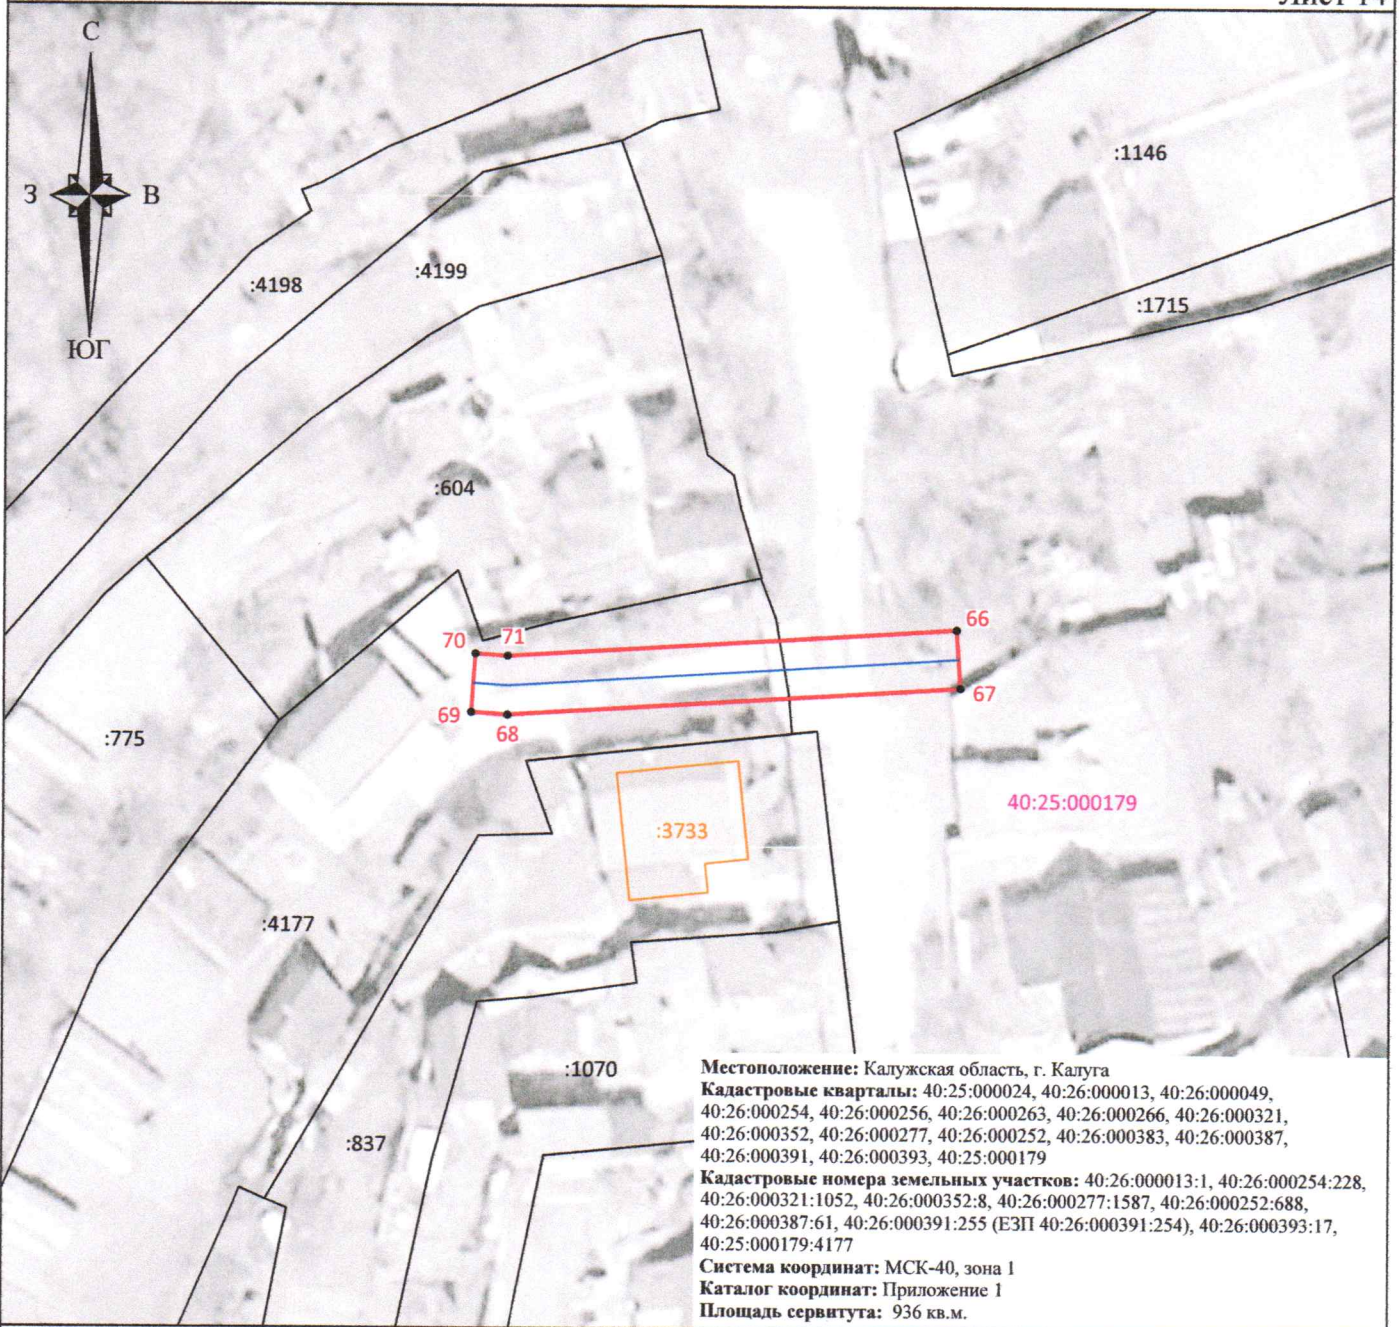 Лист 14
С
:1146
З
В
:4199
:4198
:1715
ЮГ
:604
66
71
70
67
69
68
:775
40:25:000179
:3733
:4177
:1070
:837
Местоположение: Калужская область, г. Калуга
Кадастровые кварталы: 40:25:000024, 40:26:000013, 40:26:000049,
40:26:000254, 40:26:000256, 40:26:000263, 40:26:000266, 40:26:000321,
40:26:000352, 40:26:000277, 40:26:000252, 40:26:000383, 40:26:000387,
40:26:000391, 40:26:000393, 40:25:000179
Кадастровые номера земельных участков: 40:26:000013:1, 40:26:000254:228,
40:26:000321:1052, 40:26:000352:8, 40:26:000277:1587, 40:26:000252:688,
40:26:000387:61, 40:26:000391:255 (ЕЗП 40:26:000391:254), 40:26:000393:17,
40:25:000179:4177
Система координат: МСК-40, зона 1
Каталог координат: Приложение 1
Площадь сервитута: 936 кв.м.